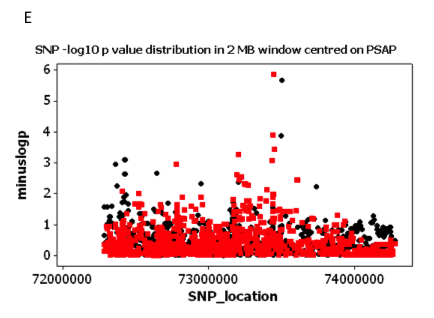 E
SNP -log10 p value distribution in 2 MB window centred on PSAP
6
5
4
3
2
1
0
minuslogp
72000000 73000000 74000000
SNP_location